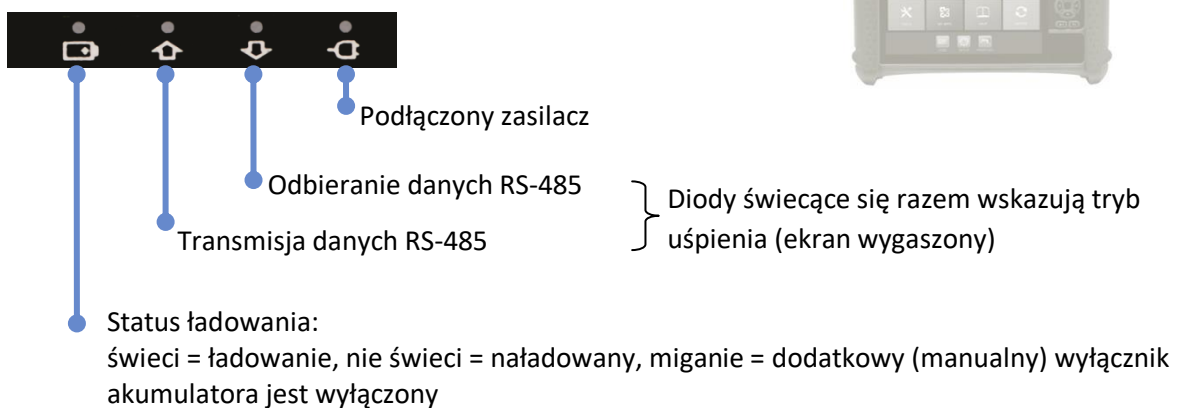 Podłączony zasilacz
Odbieranie danych RS-485
Diody świecące się razem wskazują tryb
Transmisja danych RS-485
uśpienia (ekran wygaszony)
Status ładowania:
świeci = ładowanie, nie świeci = naładowany, miganie = dodatkowy (manualny) wyłącznik
akumulatora jest wyłączony